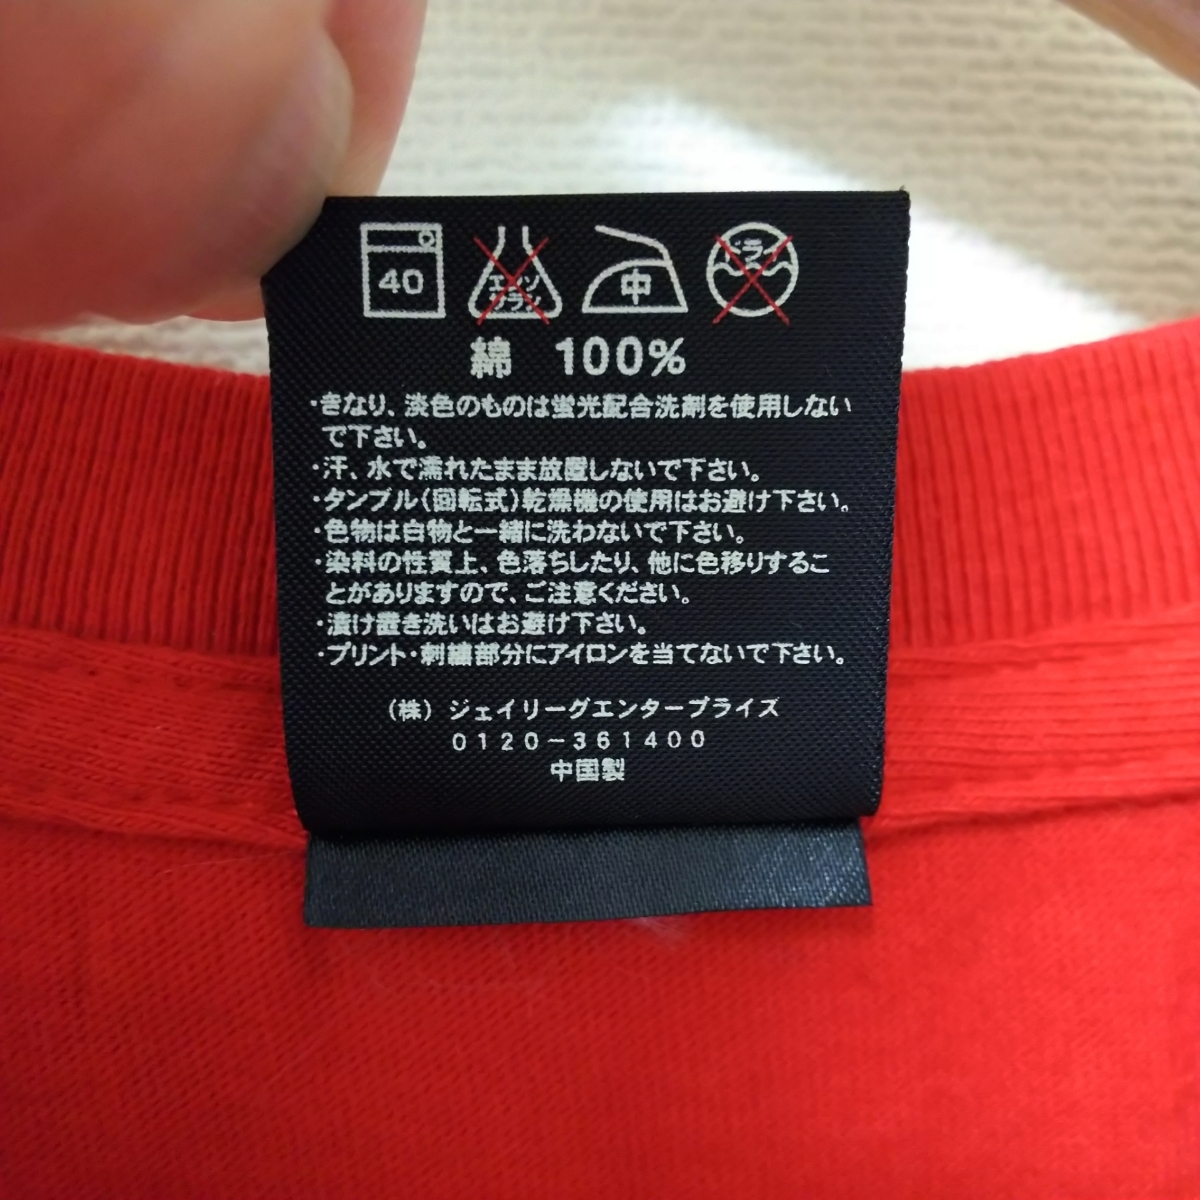 40 エンソ 中 ドライ
サラシ
綿 100%
・きなり、淡色のものは蛍光配合洗剤を使用しない
で下さい。
・汗、水で濡れたまま放置しないで下さい。
・タンブル(回転式)乾燥機の使用はお避け下さい。
・色物は白物と一緒に洗わないで下さい。
・染料の性質上、色落ちしたり、他に色移りするこ
とがありますので、ご注意ください。
・漬け置き洗いはお避け下さい。
・プリント・刺繍部分にアイロンを当てないで下さい。
(株)ジェイリーグエンタープライズ
0120-361400
中国製